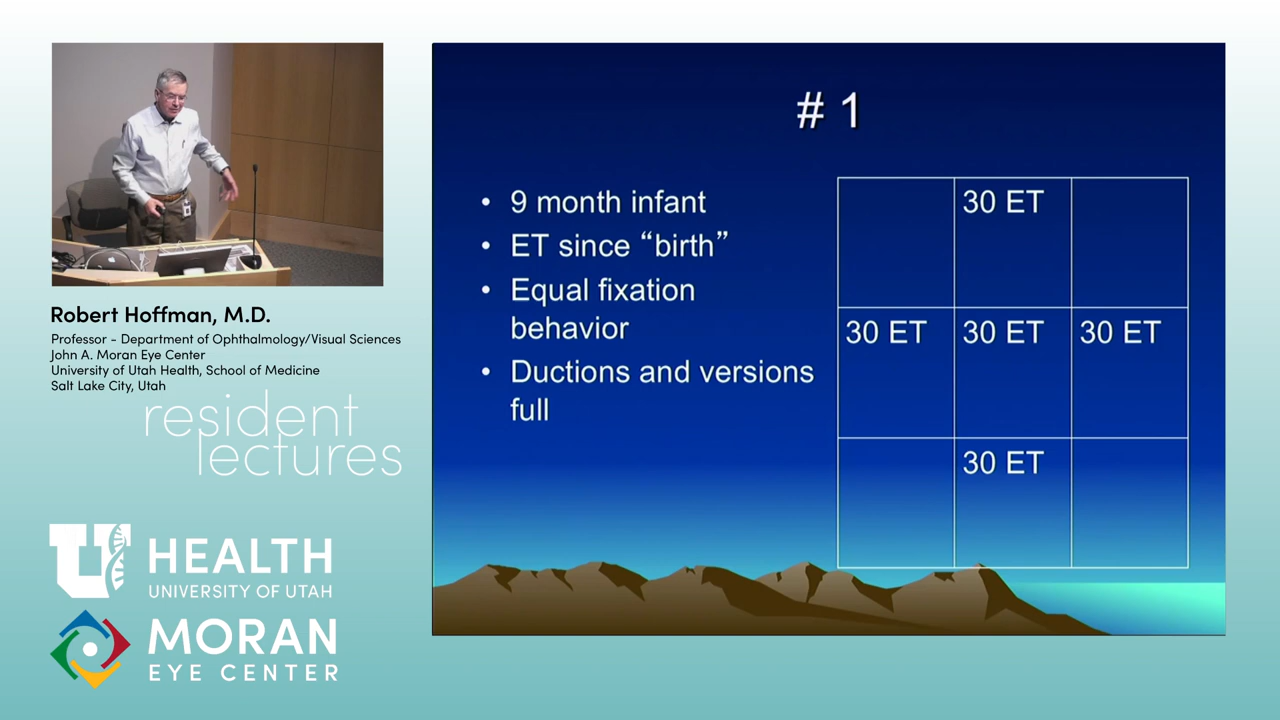 Robert Hoffman, M.D.
Professor - Department of Ophthalmology/Visual Sciences
John A. Moran Eye Center
University of Utah Health, School of Medicine
Salt Lake City, Utah
resident
lectures
U HEALTH
UNIVERSITY OF UTAH
MORAN
EYE CENTER
# 1
• 9 month infant
• ET since “birth”
• Equal fixation
behavior
• Ductions and versions
full
30 ET
30 ET 30 ET 30 ET
30 ET